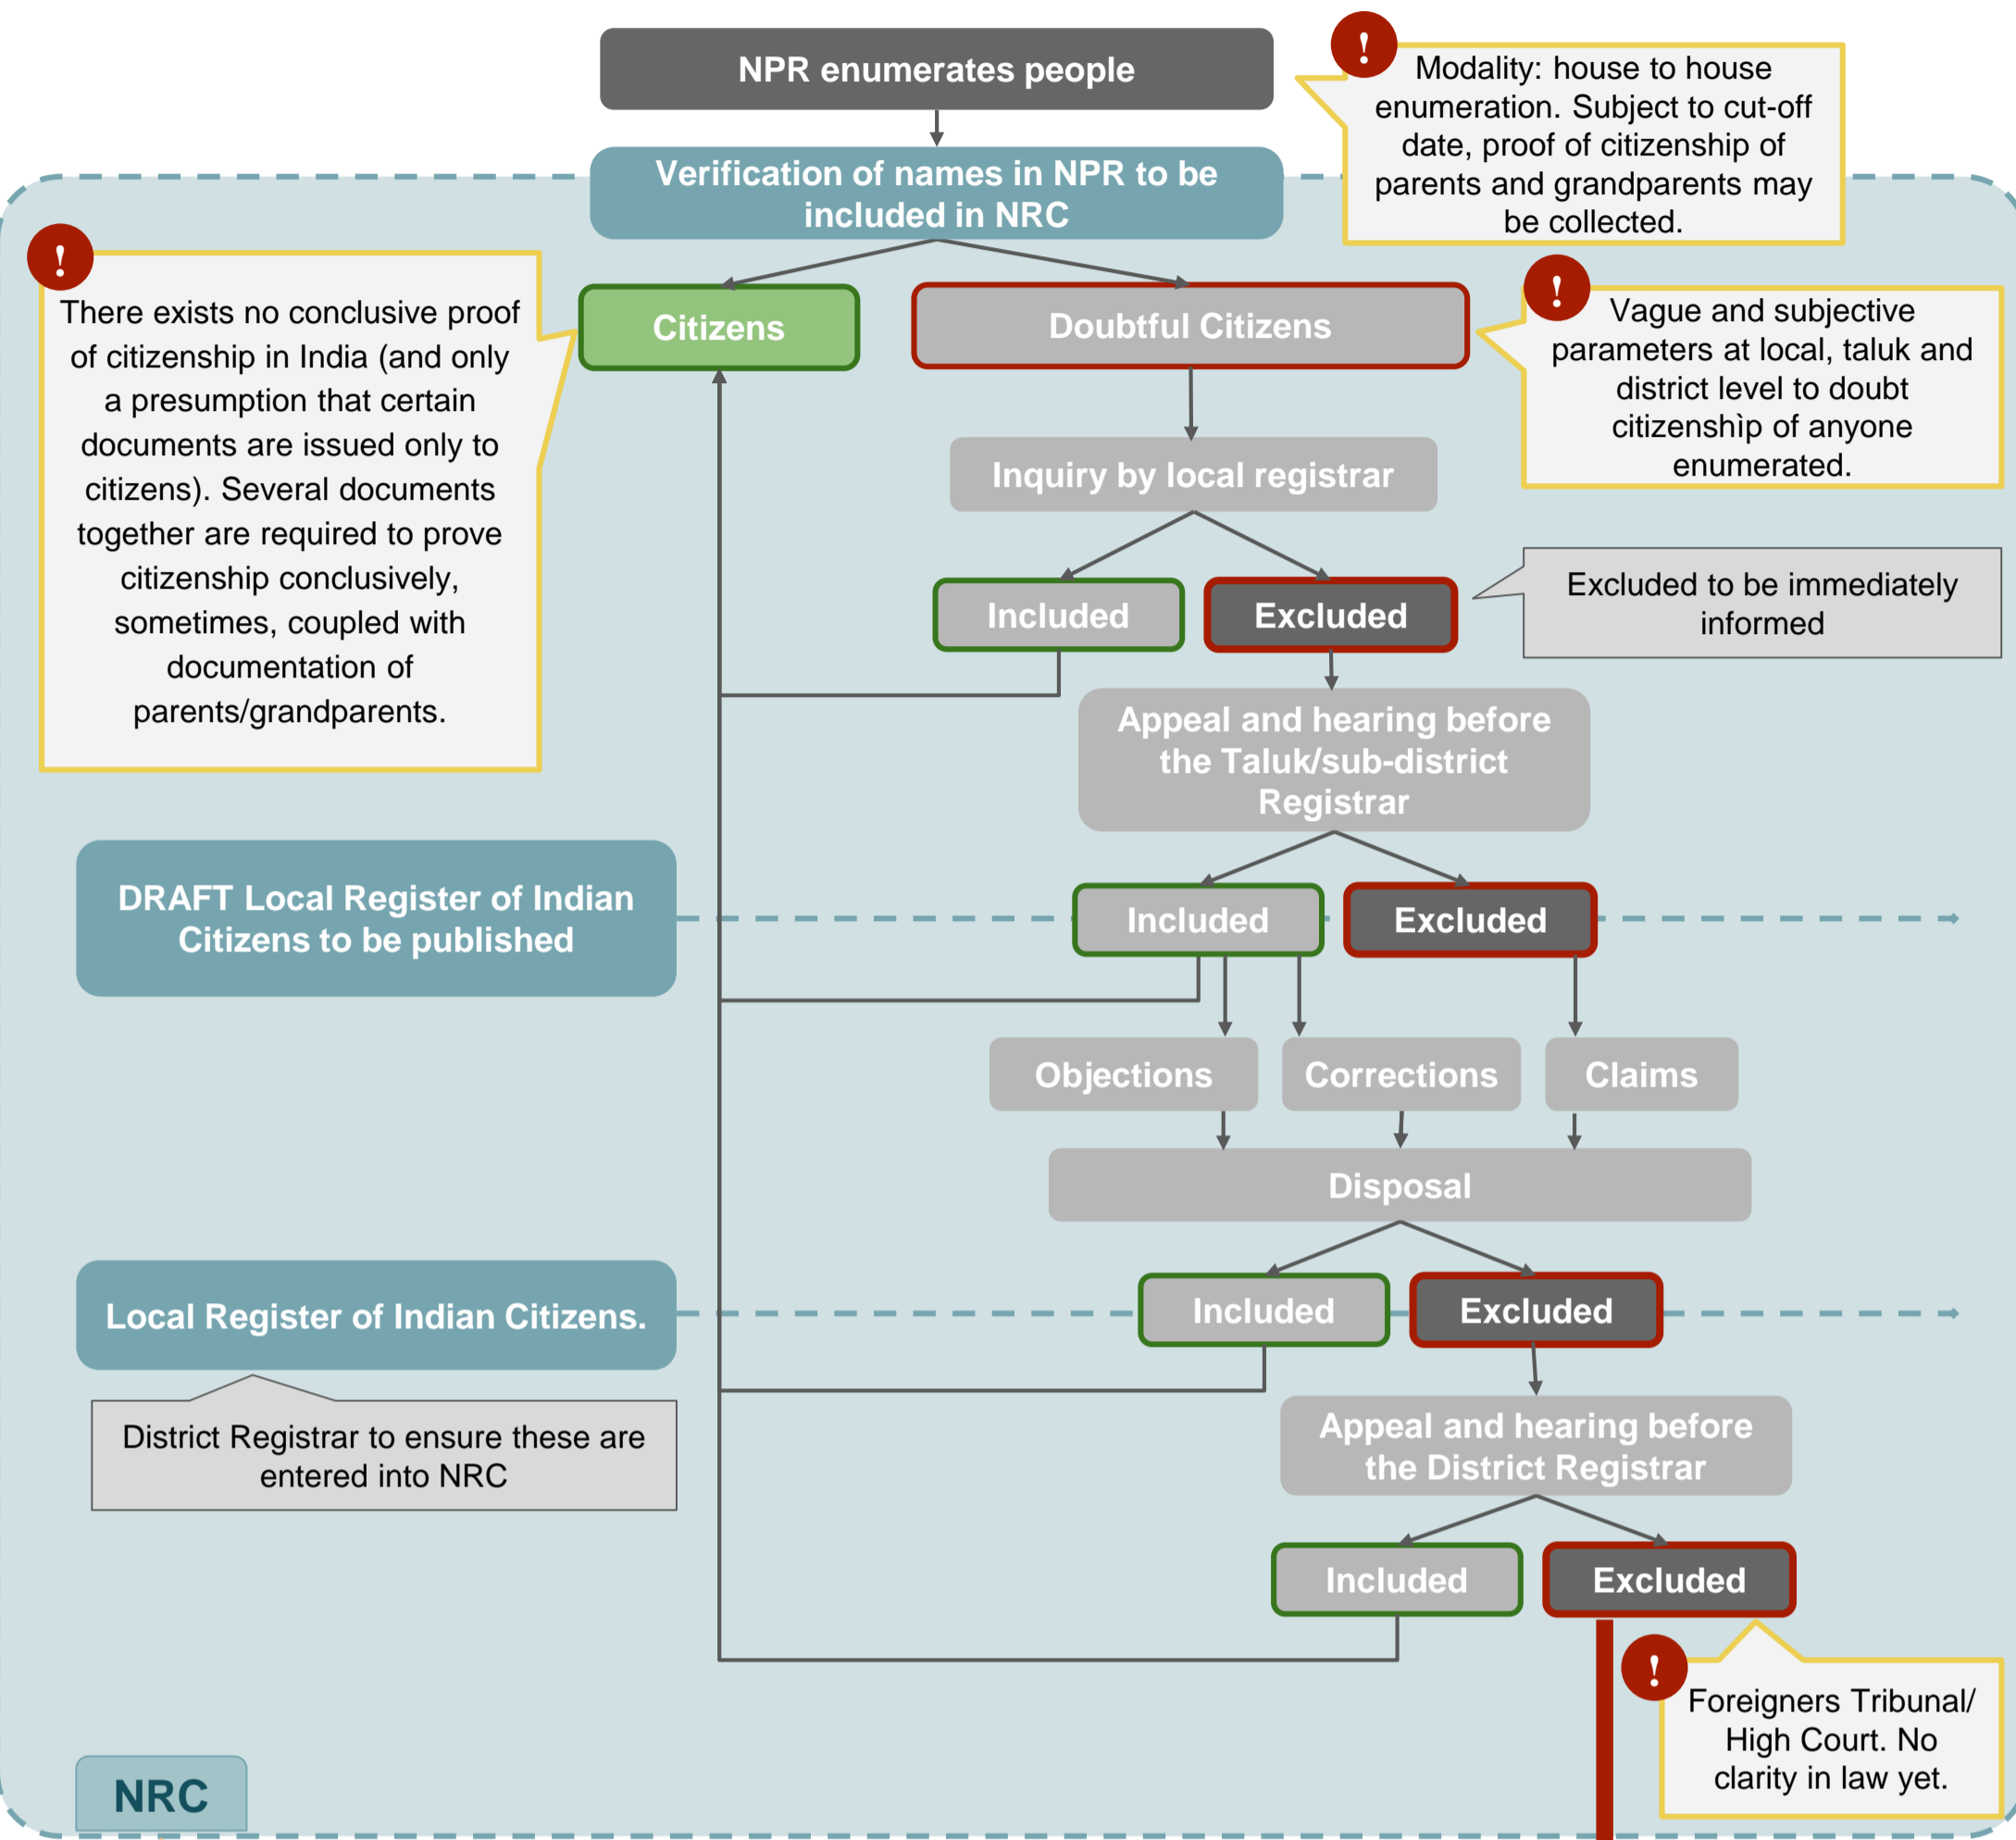 NPR enumerates people
Modality: house to house
enumeration. Subject to cut-off
date, proof of citizenship of
parents and grandparents may
be collected.
Verification of names in NPR to be
included in NRC
!
!
There exists no conclusive proof
of citizenship in India (and only
a presumption that certain
documents are issued only to
citizens). Several documents
together are required to prove
citizenship conclusively,
sometimes, coupled with
documentation of
parents/grandparents.
Citizens
Doubtful Citizens
!
Vague and subjective
parameters at local, taluk and
district level to doubt
citizenshìp of anyone
enumerated.
Inquiry by local registrar
Included
Excluded
Excluded to be immediately
informed
Appeal and hearing before
the Taluk/sub-district
Registrar
DRAFT Local Register of Indian
Citizens to be published
Included
Excluded
Objections
Corrections
Claims
Disposal
Local Register of Indian Citizens.
Included
Excluded
District Registrar to ensure these are
entered into NRC
Appeal and hearing before
the District Registrar
Included
Excluded
!
Foreigners Tribunal/
High Court. No
clarity in law yet.
NRC